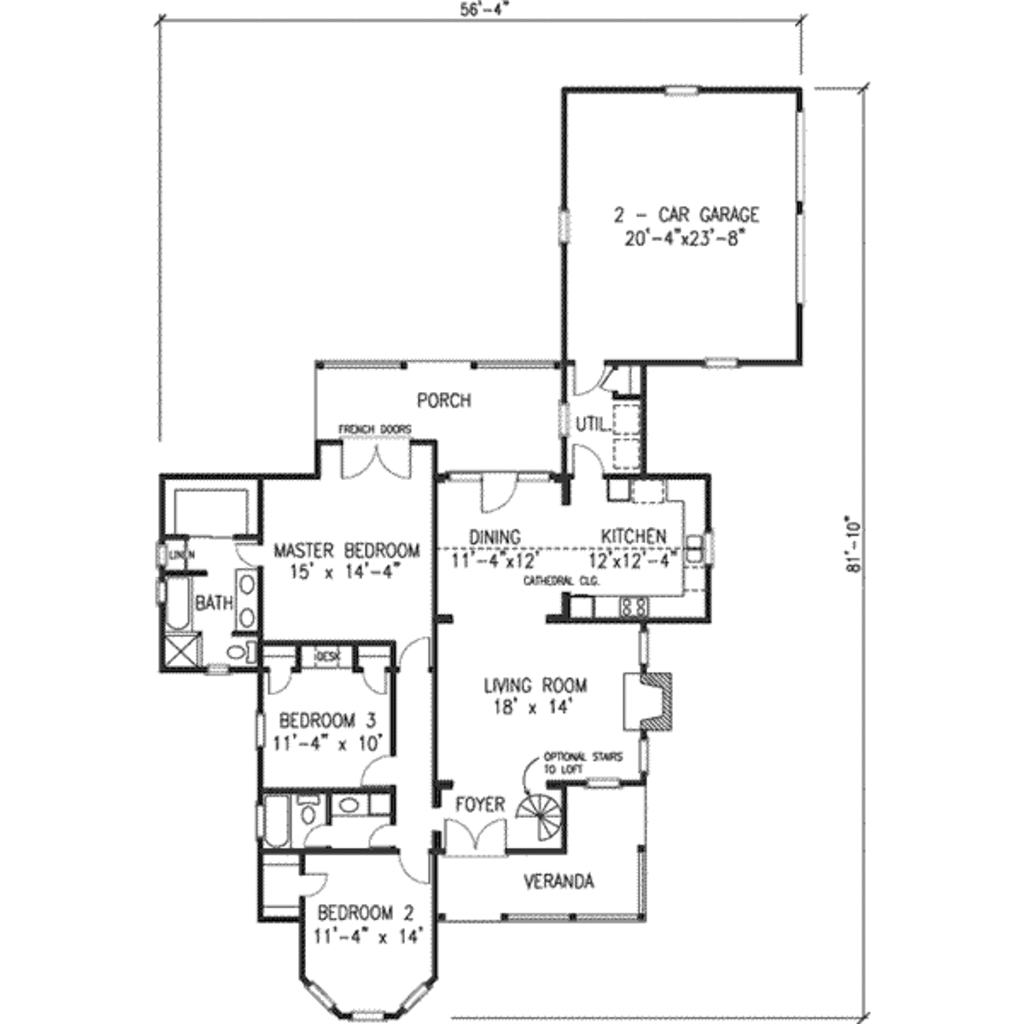 56'-4"
2 - CAR GARAGE
20'-4"x23'-8"
PORCH
FRENCH DOORS
UTIL.
81'-10"
DINING
11'-4"x12'
KITCHEN
12'x12'-4"
CATHEDRAL CLG.
MASTER BEDROOM
15' x 14'-4"
LINEN
BATH
DESK
LIVING ROOM
18' x 14'
BEDROOM 3
11'-4" x 10'
OPTIONAL STAIRS
TO LOFT
FOYER
VERANDA
BEDROOM 2
11'-4" x 14'